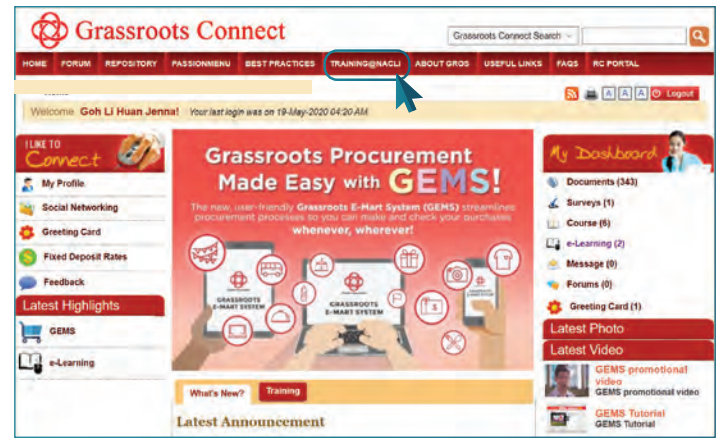 Grassroots Connect
Grassroots Connect Search
HOME FORUM REPOSITORY PASSIONMENU BEST PRACTICES TRAINING@NACLI ABOUT GROS USEFUL LINKS FAQS RC PORTAL
A A A Logout
Welcome Goh Li Huan Jenna! Your last login was on 19-May-2020 04:20 AM
I LIKE TO
Connect
My Profile
Social Networking
Greeting Card
Fixed Deposit Rates
Feedback
Latest Highlights
GEMS
e-Learning
Grassroots Procurement
Made Easy with GEMS!
The new, user-friendly Grassroots E-Mart System (GEMS) streamlines
procurement processes so you can make and check your purchases
whenever, wherever!
GRASSROOTS
E-MART SYSTEM
GRASSROOTS
E-MART SYSTEM
What's New? Training
Latest Announcement
My Dashboard
Documents (343)
Surveys (1)
Course (6)
e-Learning (2)
Message (0)
Forums (0)
Greeting Card (1)
Latest Photo
Latest Video
GEMS promotional
video
GEMS promotional video
GEMS Tutorial
GEMS Tutorial